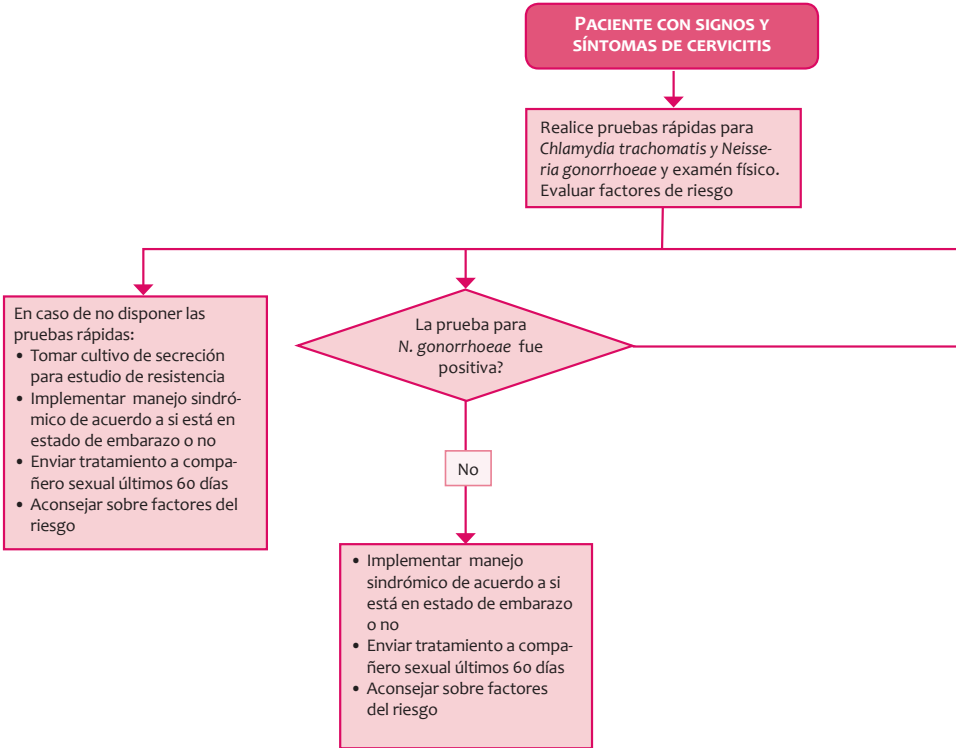 PACIENTE CON SIGNOS Y
SÍNTOMAS DE CERVICITIS
Realice pruebas rápidas para
Chlamydia trachomatis y Neisse-
ria gonorrhoeae y examén físico.
Evaluar factores de riesgo
En caso de no disponer las
pruebas rápidas:
• Tomar cultivo de secreción
para estudio de resistencia
• Implementar manejo sindró-
mico de acuerdo a si está en
estado de embarazo o no
• Enviar tratamiento a compa-
ñero sexual últimos 60 días
• Aconsejar sobre factores del
riesgo
La prueba para
N. gonorrhoeae fue
positiva?
No
• Implementar manejo
sindrómico de acuerdo a si
está en estado de embarazo
o no
• Enviar tratamiento a compa-
ñero sexual últimos 60 días
• Aconsejar sobre factores
del riesgo